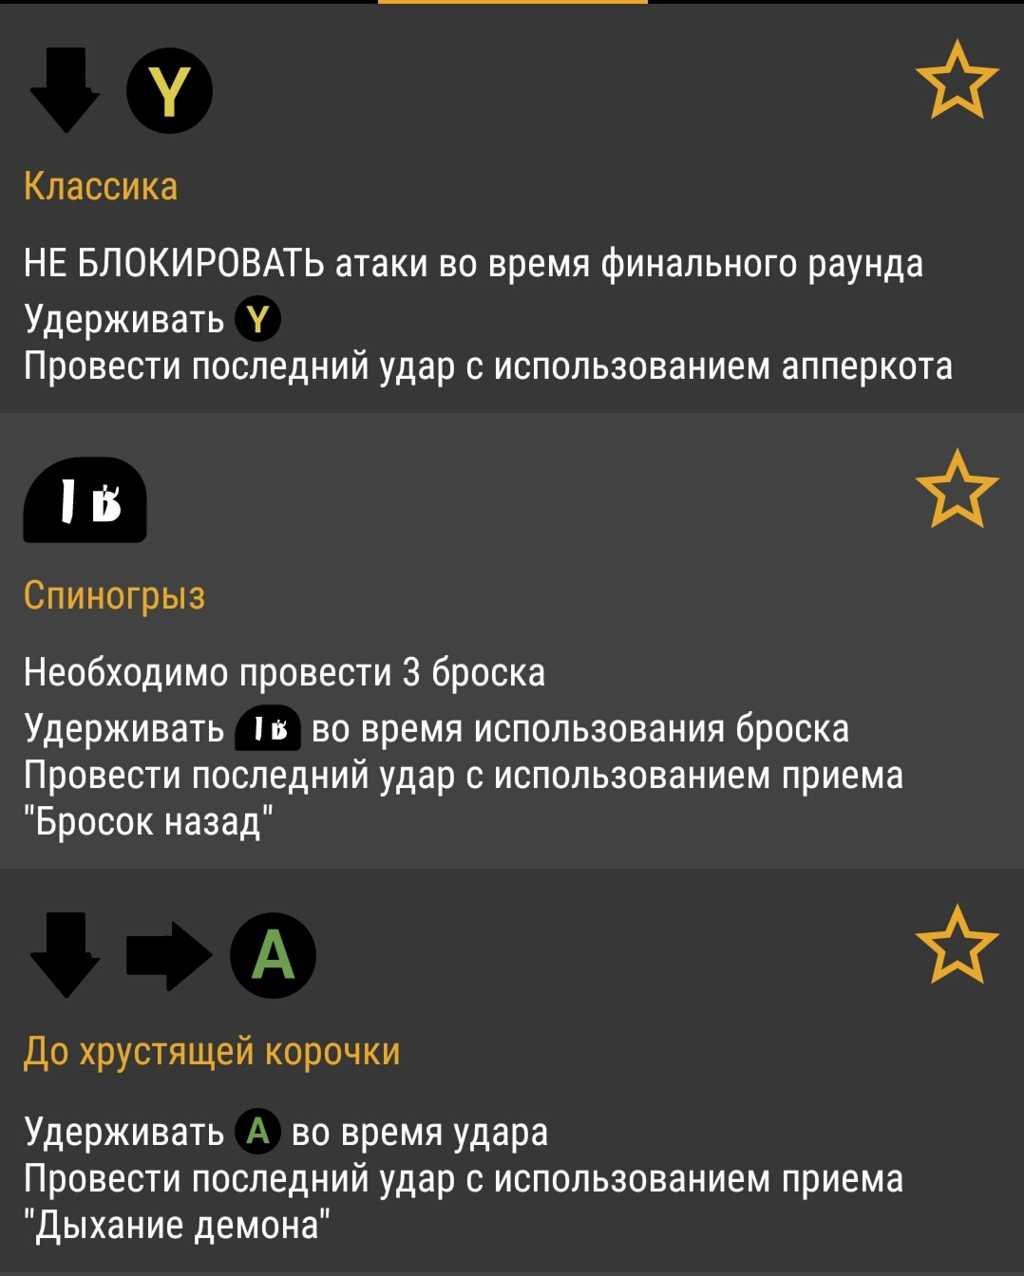 Y
Классика
НЕ БЛОКИРОВАТЬ атаки во время финального раунда
Удерживать Y
Провести последний удар с использованием апперкота
Спиногрыз
Необходимо провести 3 броска
Удерживать во время использования броска
Провести последний удар с использованием приема
"Бросок назад"
A
До хрустящей корочки
Удерживать A во время удара
Провести последний удар с использованием приема
"Дыхание демона"